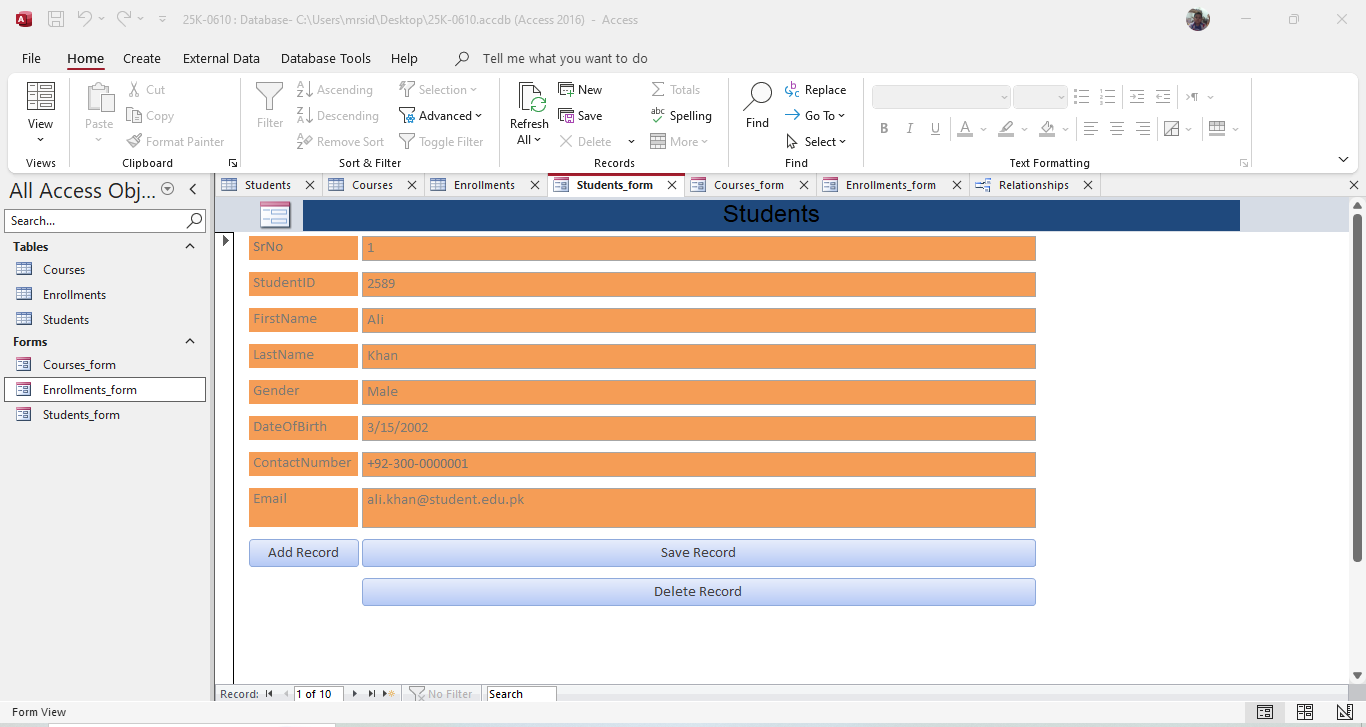 25K-0610 : Database- C:\Users\mrsid\Desktop\25K-0610.accdb (Access 2016) - Access
File Home Create External Data Database Tools Help Tell me what you want to do
View
Views
Paste
Cut
Copy
Format Painter
Clipboard
Filter
Ascending
Descending
Remove Sort
Selection
Advanced
Toggle Filter
Sort & Filter
Refresh
All
New
Save
Delete
Totals
Spelling
More
Records
Find
Replace
Go To
Select
Find
B I U A
Text Formatting
All Access Obj...
Search...
Tables
Courses
Enrollments
Students
Forms
Courses_form
Enrollments_form
Students_form
Students Courses Enrollments Students_form Courses_form Enrollments_form Relationships
Students
SrNo 1
StudentID 2589
FirstName Ali
LastName Khan
Gender Male
DateOfBirth 3/15/2002
ContactNumber +92-300-0000001
Email ali.khan@student.edu.pk
Add Record Save Record
Delete Record
Record: 1 of 10 No Filter Search
Form View